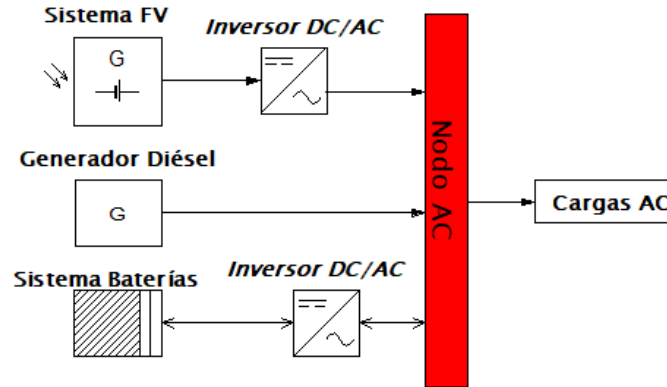 Sistema FV
Inversor DC/AC
G
Nodo AC
Generador Diésel
G
Cargas AC
Sistema Baterías
Inversor DC/AC